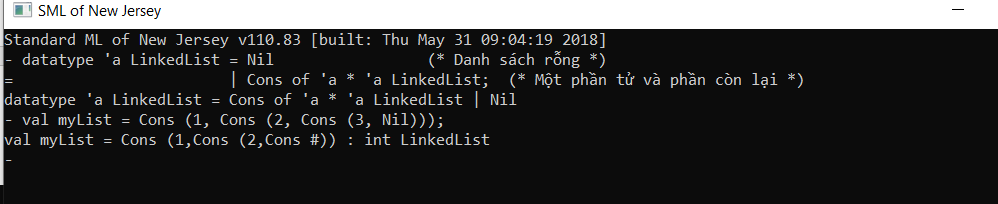 SML of New Jersey
Standard ML of New Jersey v110.83 [built: Thu May 31 09:04:19 2018]
- datatype 'a LinkedList = Nil                (* Danh sách rỗng *)
=                       | Cons of 'a * 'a LinkedList;  (* Một phần tử và phần còn lại *)
datatype 'a LinkedList = Cons of 'a * 'a LinkedList | Nil
- val myList = Cons (1, Cons (2, Cons (3, Nil)));
val myList = Cons (1,Cons (2,Cons #)) : int LinkedList
-